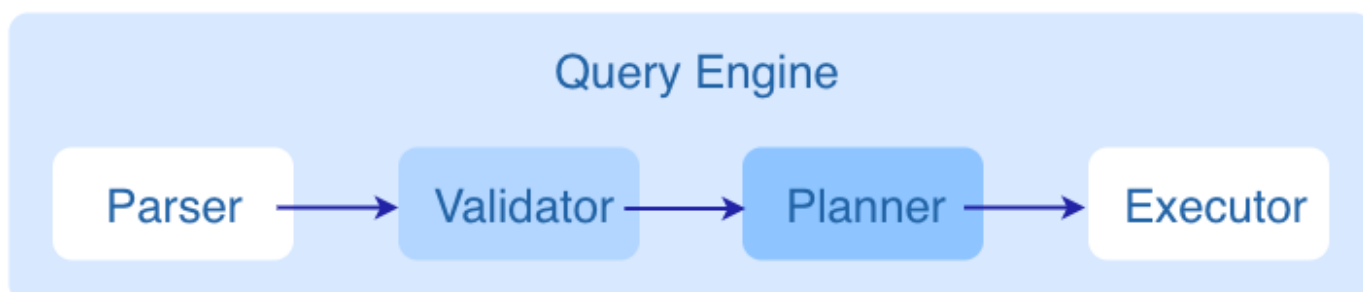 Query Engine
Parser
Validator
Planner
Executor